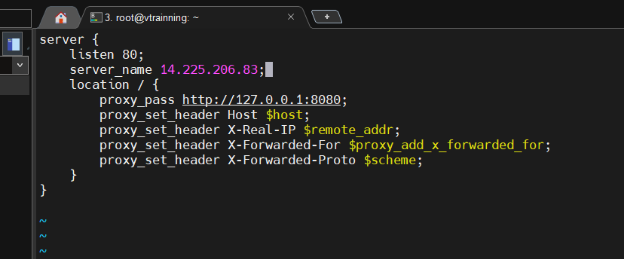 3. root@vtrainning: ~
server {
    listen 80;
    server_name 14.225.206.83;
    location / {
        proxy_pass http://127.0.0.1:8080;
        proxy_set_header Host $host;
        proxy_set_header X-Real-IP $remote_addr;
        proxy_set_header X-Forwarded-For $proxy_add_x_forwarded_for;
        proxy_set_header X-Forwarded-Proto $scheme;
    }
}
~
~
~